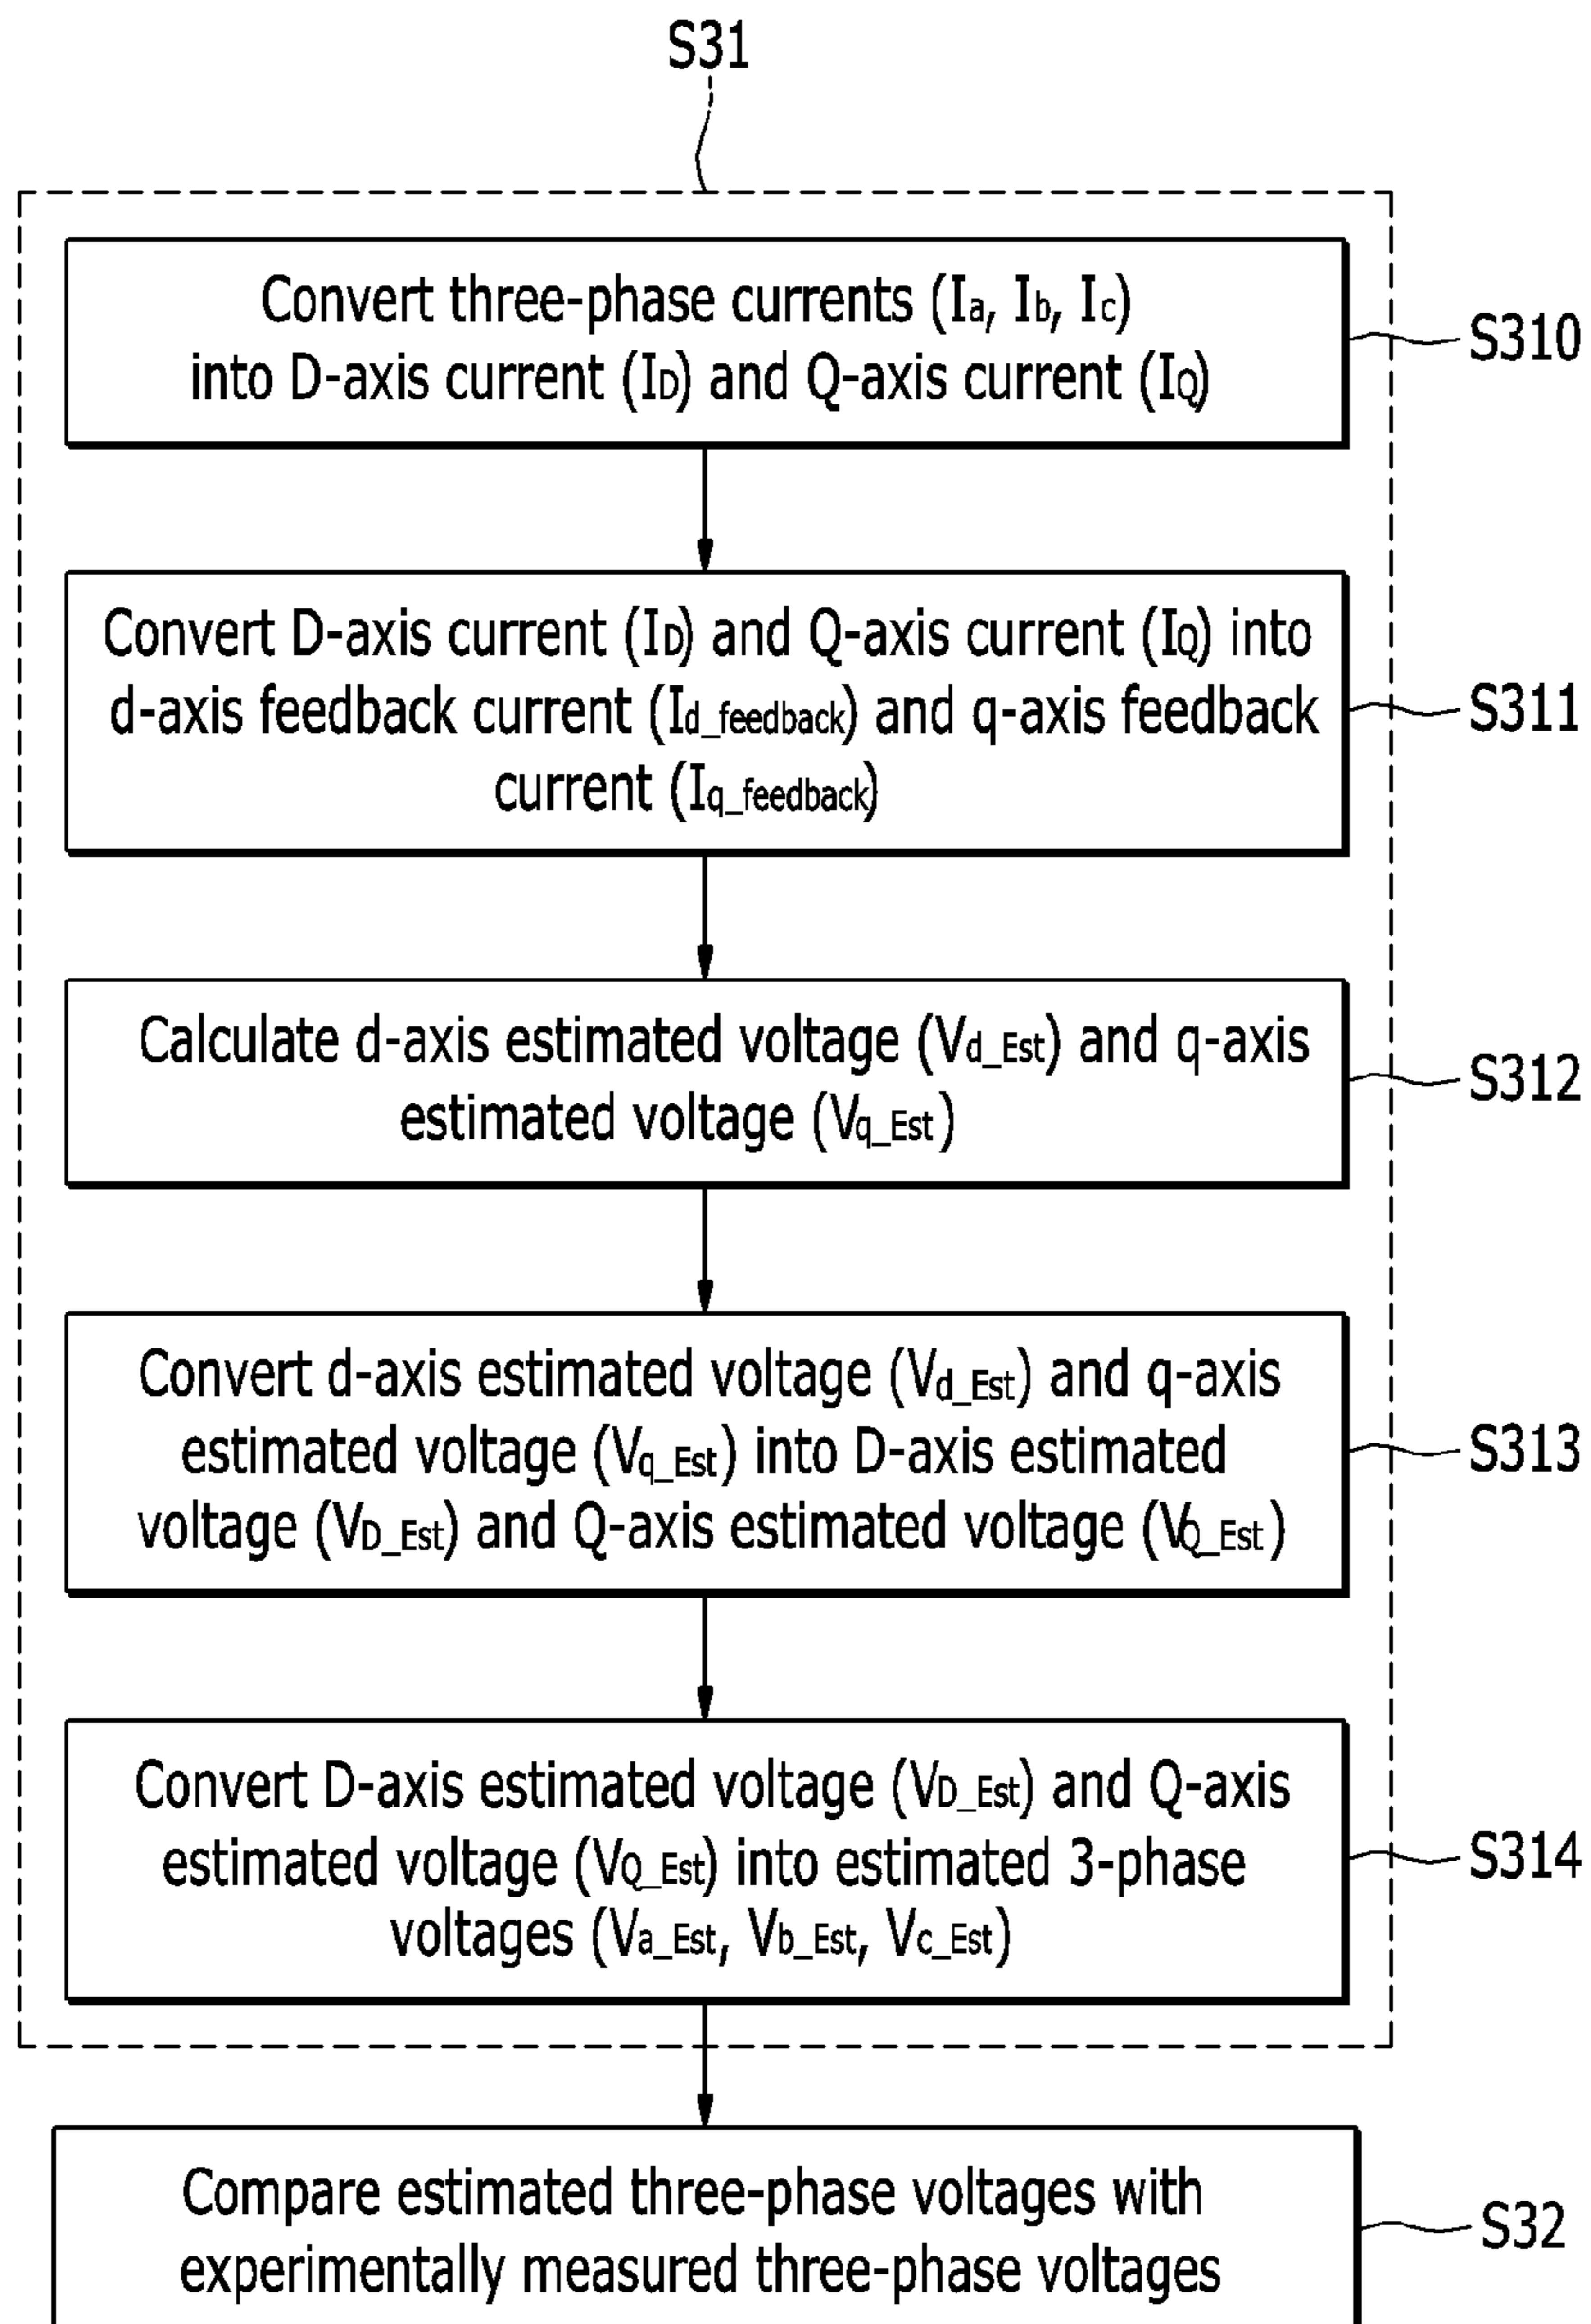 S31
Convert three-phase currents (Ia, Ib, Ic)
into D-axis current (ID) and Q-axis current (IQ)
S310
Convert D-axis current (ID) and Q-axis current (IQ) into
d-axis feedback current (Id_feedback) and q-axis feedback
current (Iq_feedback)
S311
Calculate d-axis estimated voltage (Vd_Est) and q-axis
estimated voltage (Vq_Est)
S312
Convert d-axis estimated voltage (Vd_Est) and q-axis
estimated voltage (Vq_Est) into D-axis estimated
voltage (VD_Est) and Q-axis estimated voltage (VQ_Est)
S313
Convert D-axis estimated voltage (VD_Est) and Q-axis
estimated voltage (VQ_Est) into estimated 3-phase
voltages (Va_Est, Vb_Est, Vc_Est)
S314
Compare estimated three-phase voltages with
experimentally measured three-phase voltages
S32